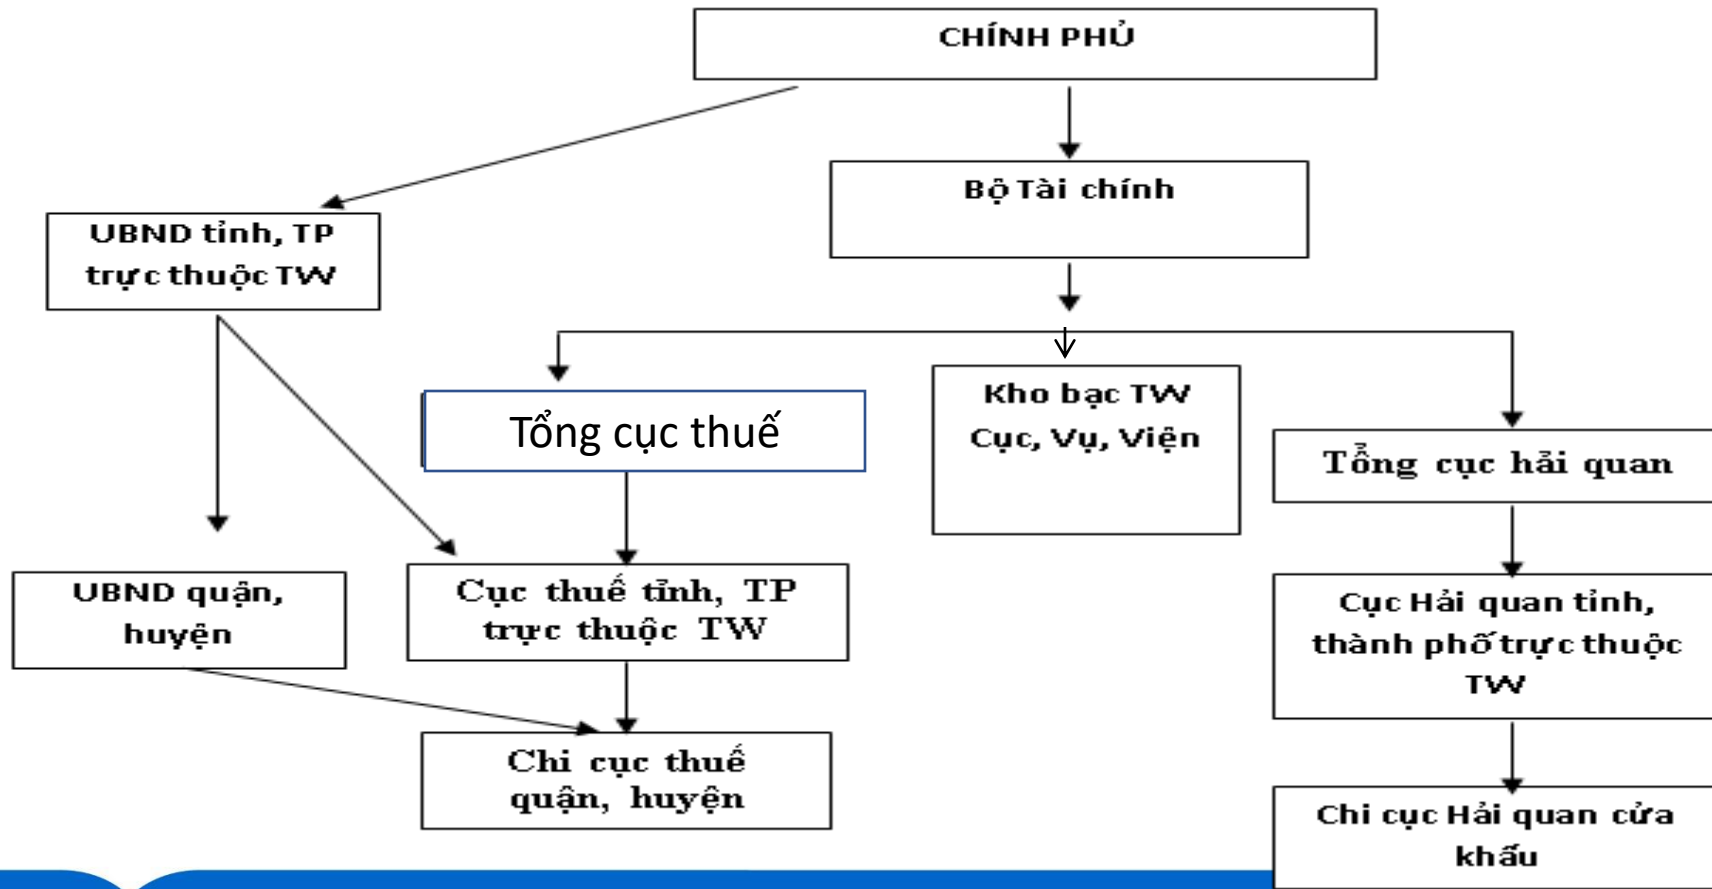 CHÍNH PHỦ
Bộ Tài chính
UBND tỉnh, TP
trực thuộc TW
Tổng cục thuế
Kho bạc TW
Cục, Vụ, Viện
Tổng cục hải quan
UBND quận,
huyện
Cục thuế tỉnh, TP
trực thuộc TW
Cục Hải quan tỉnh,
thành phố trực thuộc
TW
Chi cục thuế
quận, huyện
Chi cục Hải quan cửa
khấu